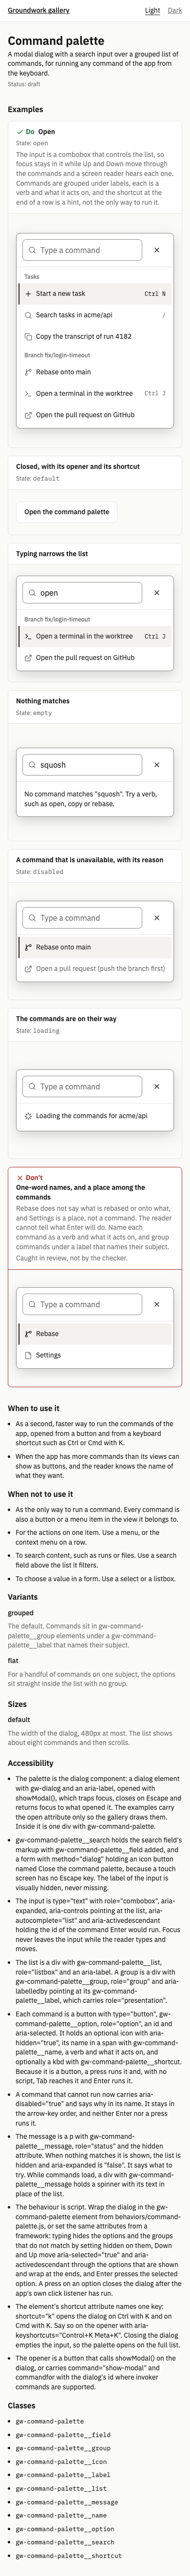 Groundwork gallery Light Dark
Command palette
A modal dialog with a search input over a grouped list of
commands, for running any command of the app from
the keyboard.
Status: draft
Examples
Do Open
State: open
The input is a combobox that controls the list, so
focus stays in it while Up and Down move through
the commands and a screen reader hears each one.
Commands are grouped under labels, each is a
verb and what it acts on, and the shortcut at the
end of a row is a hint, not the only way to run it.
Type a command
Tasks
Start a new task Ctrl N
Search tasks in acme/api /
Copy the transcript of run 4182
Branch fix/login-timeout
Rebase onto main
Open a terminal in the worktree Ctrl J
Open the pull request on GitHub
Closed, with its opener and its shortcut
State: default
Open the command palette
Typing narrows the list
open
Branch fix/login-timeout
Open a terminal in the worktree Ctrl J
Open the pull request on GitHub
Nothing matches
State: empty
squosh
No command matches "squosh". Try a verb,
such as open, copy or rebase.
A command that is unavailable, with its reason
State: disabled
Type a command
Rebase onto main
Open a pull request (push the branch first)
The commands are on their way
State: loading
Type a command
Loading the commands for acme/api
Don't
One-word names, and a place among the
commands
Rebase does not say what is rebased or onto what,
and Settings is a place, not a command. The reader
cannot tell what Enter will do. Name each
command as a verb and what it acts on, and group
commands under a label that names their subject.
Caught in review, not by the checker.
Type a command
Rebase
Settings
When to use it
As a second, faster way to run the commands of the
app, opened from a button and from a keyboard
shortcut such as Ctrl or Cmd with K.
When the app has more commands than its views can
show as buttons, and the reader knows the name of
what they want.
When not to use it
As the only way to run a command. Every command is
also a button or a menu item in the view it belongs to.
For the actions on one item. Use a menu, or the
context menu on a row.
To search content, such as runs or files. Use a search
field above the list it filters.
To choose a value in a form. Use a select or a listbox.
Variants
grouped
The default. Commands sit in gw-command-
palette__group elements under a gw-command-
palette__label that names their subject.
flat
For a handful of commands on one subject, the options
sit straight inside the list with no group.
Sizes
default
The width of the dialog, 480px at most. The list shows
about eight commands and then scrolls.
Accessibility
The palette is the dialog component: a dialog element
with gw-dialog and an aria-label, opened with
showModal(), which traps focus, closes on Escape and
returns focus to what opened it. The examples carry
the open attribute only so the gallery draws them.
Inside it is one div with gw-command-palette.
gw-command-palette__search holds the search field's
markup with gw-command-palette__field added, and
a form with method="dialog" holding an icon button
named Close the command palette, because a touch
screen has no Escape key. The label of the input is
visually hidden, never missing.
The input is type="text" with role="combobox", aria-
expanded, aria-controls pointing at the list, aria-
autocomplete="list" and aria-activedescendant
holding the id of the command Enter would run. Focus
never leaves the input while the reader types and
moves.
The list is a div with gw-command-palette__list,
role="listbox" and an aria-label. A group is a div with
gw-command-palette__group, role="group" and aria-
labelledby pointing at its gw-command-
palette__label, which carries role="presentation".
Each command is a button with type="button", gw-
command-palette__option, role="option", an id and
aria-selected. It holds an optional icon with aria-
hidden="true", its name in a span with gw-command-
palette__name, a verb and what it acts on, and
optionally a kbd with gw-command-palette__shortcut.
Because it is a button, a press runs it and, with no
script, Tab reaches it and Enter runs it.
A command that cannot run now carries aria-
disabled="true" and says why in its name. It stays in
the arrow-key order, and neither Enter nor a press
runs it.
The message is a p with gw-command-
palette__message, role="status" and the hidden
attribute. When nothing matches it is shown, the list is
hidden and aria-expanded is "false". It says what to
try. While commands load, a div with gw-command-
palette__message holds a spinner with its text in
place of the list.
The behaviour is script. Wrap the dialog in the gw-
command-palette element from behaviors/command-
palette.js, or set the same attributes from a
framework: typing hides the options and the groups
that do not match by setting hidden on them, Down
and Up move aria-selected="true" and aria-
activedescendant through the options that are shown
and wrap at the ends, and Enter presses the selected
option. A press on an option closes the dialog after the
app's own click listener has run.
The element's shortcut attribute names one key:
shortcut="k" opens the dialog on Ctrl with K and on
Cmd with K. Say so on the opener with aria-
keyshortcuts="Control+K Meta+K". Closing the dialog
empties the input, so the palette opens on the full list.
The opener is a button that calls showModal() on the
dialog, or carries command="show-modal" and
commandfor with the dialog's id where invoker
commands are supported.
Classes
gw-command-palette
gw-command-palette__field
gw-command-palette__group
gw-command-palette__icon
gw-command-palette__label
gw-command-palette__list
gw-command-palette__message
gw-command-palette__name
gw-command-palette__option
gw-command-palette__search
gw-command-palette__shortcut